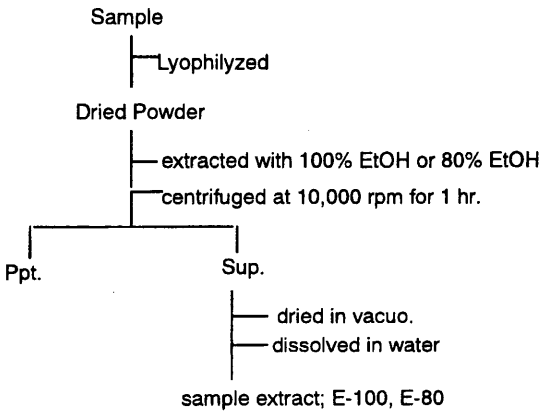 Sample
Lyophilyzed
Dried Powder
extracted with 100% EtOH or 80% EtOH
centrifuged at 10,000 rpm for 1 hr.
Ppt.
Sup.
dried in vacuo.
dissolved in water
sample extract; E-100, E-80